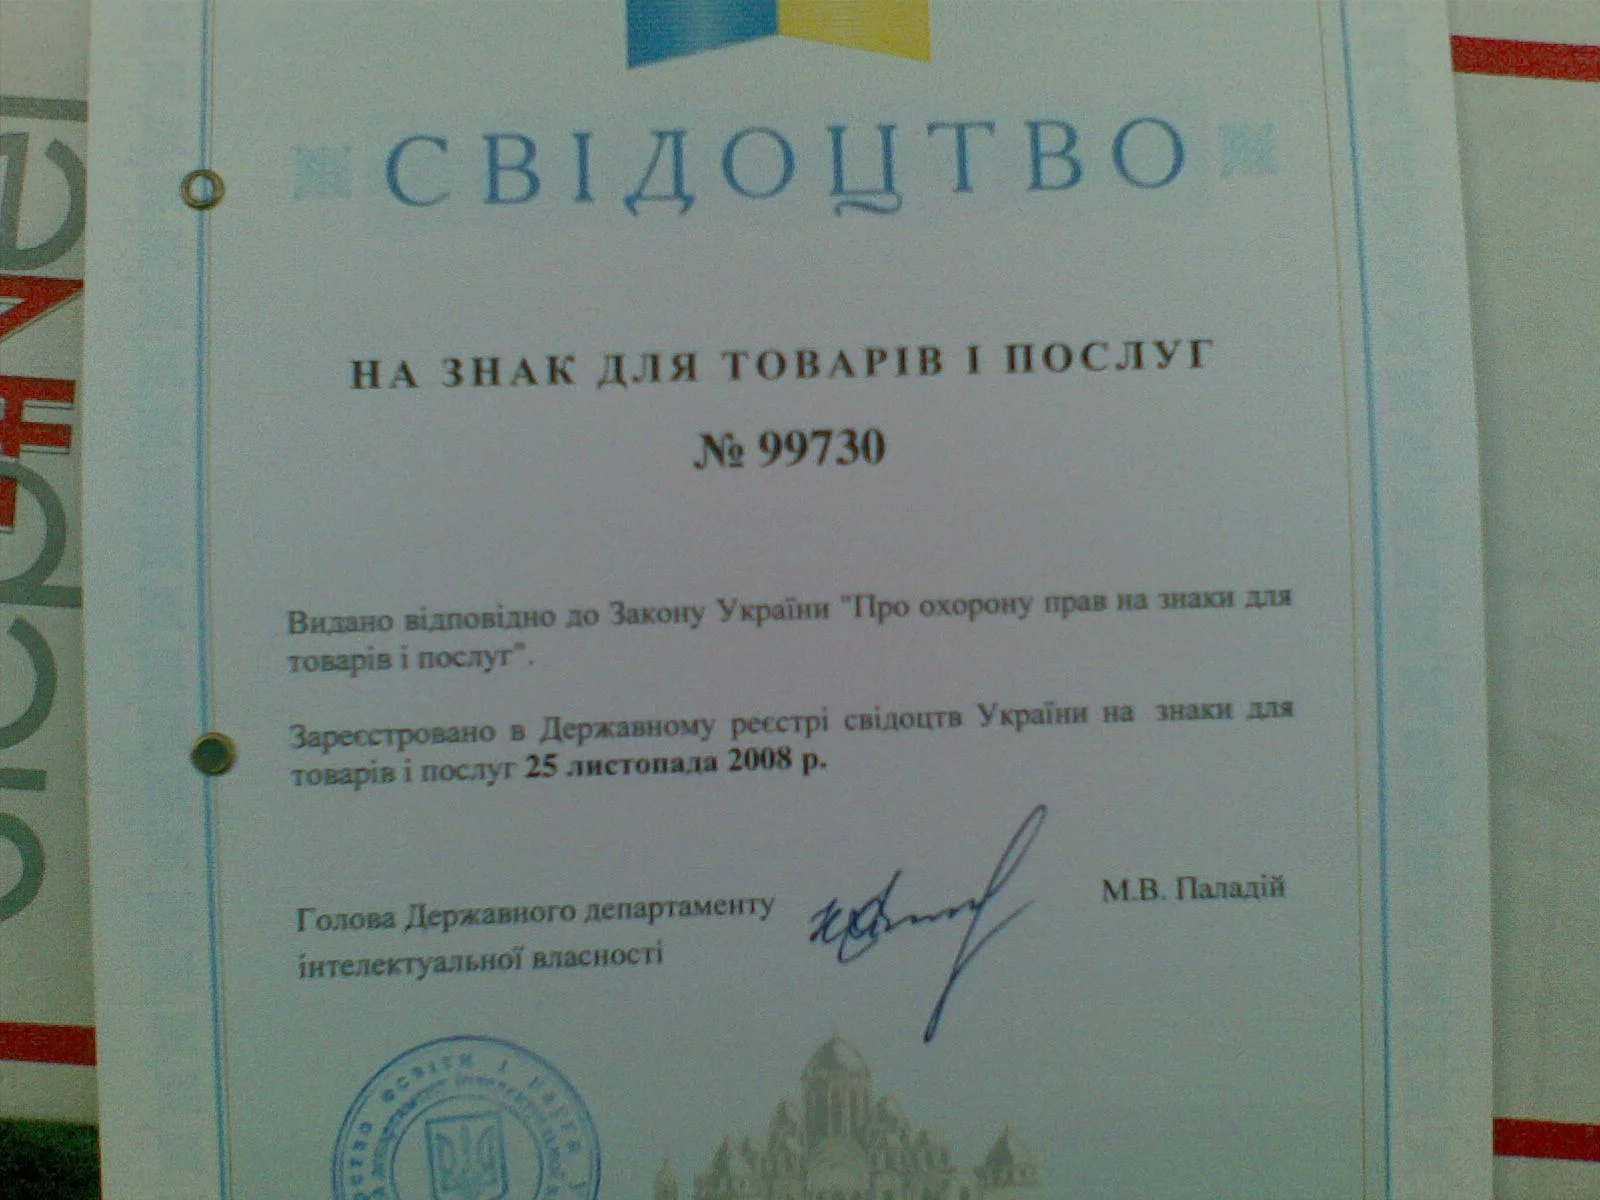 СВІДОЦТВО
НА ЗНАК ДЛЯ ТОВАРІВ І ПОСЛУГ
№ 99730
Видано відповідно до Закону України "Про охорону прав на знаки для
товарів і послуг".
Зареєстровано в Державному реєстрі свідоцтв України на знаки для
товарів і послуг 25 листопада 2008 р.
Голова Державного департаменту
інтелектуальної власності
М.В. Паладій
ОСВІТИ І НАУКИ